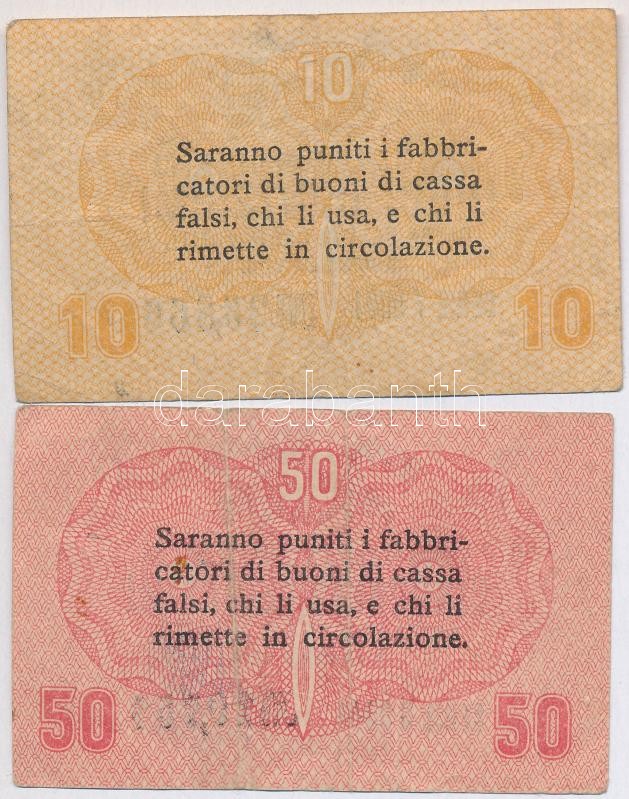 10
Saranno puniti i fabbri-
catori di buoni di cassa
falsi, chi li usa, e chi li
rimette in circolazione.
10 10
darabanth
50
Saranno puniti i fabbri-
catori di buoni di cassa
falsi, chi li usa, e chi li
rimette in circolazione.
50 50